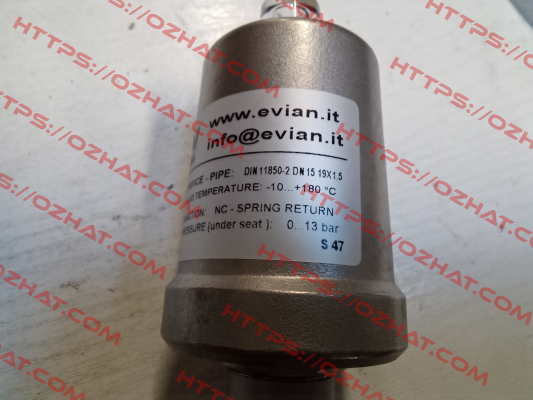 www.evian.it
info@evian.it
PIPE: DIN 11850-2 DN 15 19X1.5
TEMPERATURE: -10...+180 °C
NC - SPRING RETURN
(under seat): 0...13 bar
S 47
HTTPS://OZHAT.COM